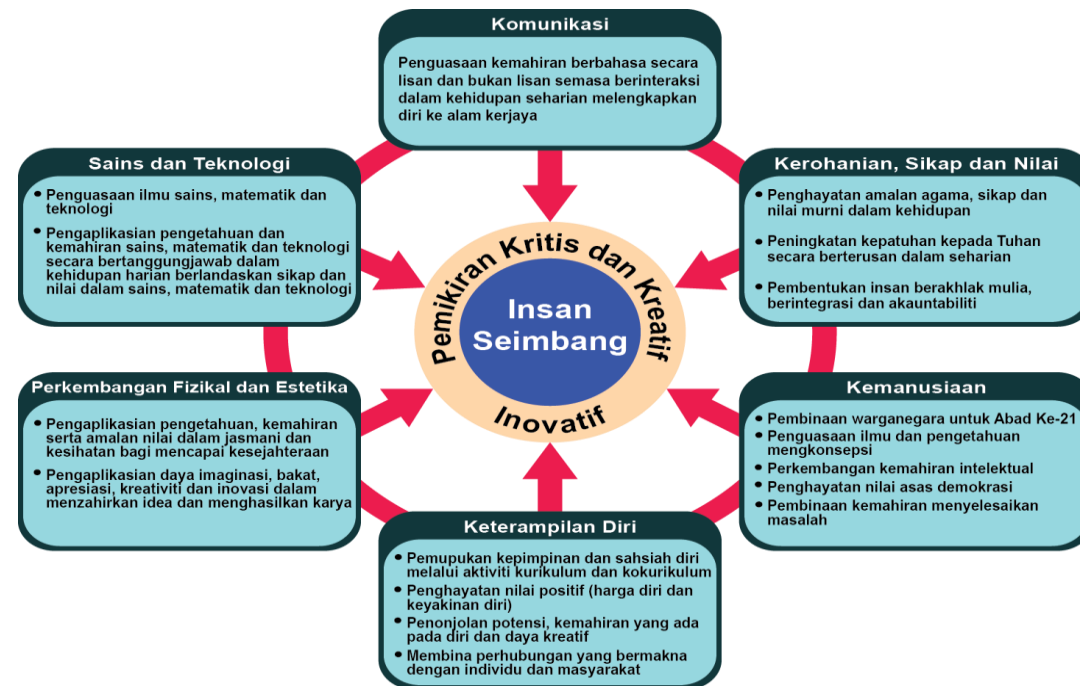 Komunikasi
Penguasaan kemahiran berbahasa secara
lisan dan bukan lisan semasa berinteraksi
dalam kehidupan seharian melengkapkan
diri ke alam kerjaya
Sains dan Teknologi
• Penguasaan ilmu sains, matematik dan
teknologi
• Pengaplikasian pengetahuan dan
kemahiran sains, matematik dan teknologi
secara bertanggungjawab dalam
kehidupan harian berlandaskan sikap dan
nilai dalam sains, matematik dan teknologi
Kerohanian, Sikap dan Nilai
• Penghayatan amalan agama, sikap dan
nilai murni dalam kehidupan
• Peningkatan kepatuhan kepada Tuhan
secara berterusan dalam seharian
• Pembentukan insan berakhlak mulia,
berintegrasi dan akauntabiliti
Pemikiran Kritis dan Kreatif
Insan
Seimbang
Inovatif
Perkembangan Fizikal dan Estetika
• Pengaplikasian pengetahuan, kemahiran
serta amalan nilai dalam jasmani dan
kesihatan bagi mencapai kesejahteraan
• Pengaplikasian daya imaginasi, bakat,
apresiasi, kreativiti dan inovasi dalam
menzahirkan idea dan menghasilkan karya
Kemanusiaan
• Pembinaan warganegara untuk Abad Ke-21
• Penguasaan ilmu dan pengetahuan
mengkonsepsi
• Perkembangan kemahiran intelektual
• Penghayatan nilai asas demokrasi
• Pembinaan kemahiran menyelesaikan
masalah
Keterampilan Diri
• Pemupukan kepimpinan dan sahsiah diri
melalui aktiviti kurikulum dan kokurikulum
• Penghayatan nilai positif (harga diri dan
keyakinan diri)
• Penonjolan potensi, kemahiran yang ada
pada diri dan daya kreatif
• Membina perhubungan yang bermakna
dengan individu dan masyarakat